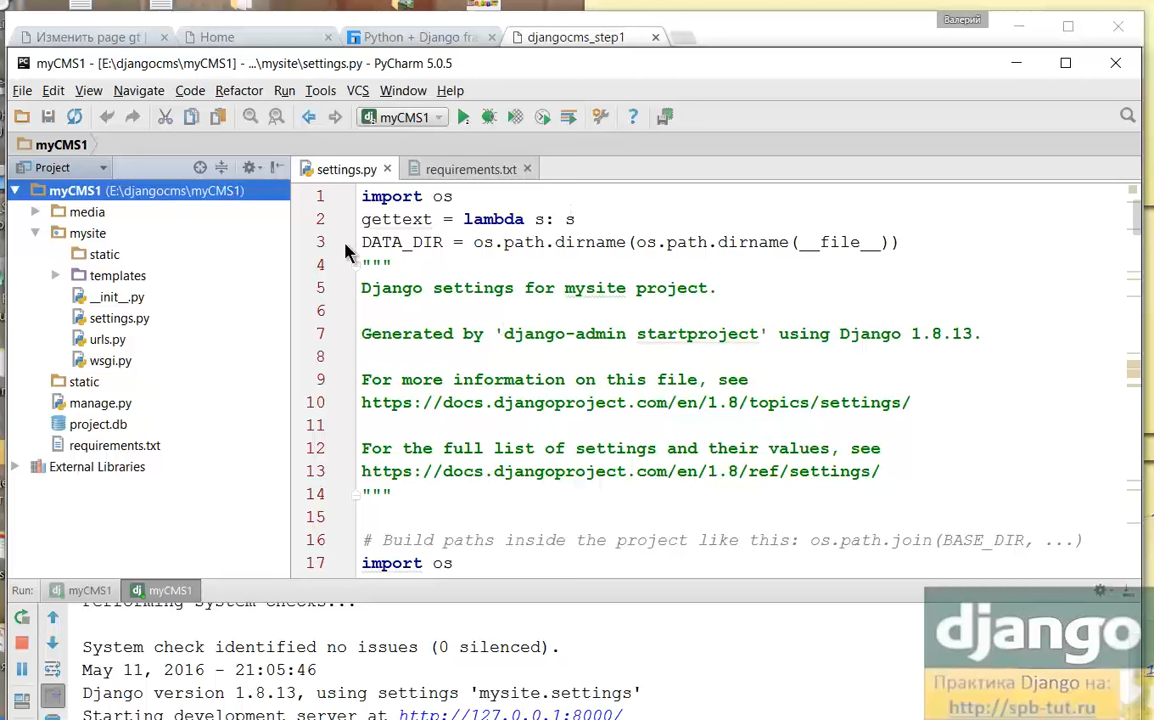 Валерий
Изменить page gt
Home
Python + Django fra
djangocms_step1
myCMS1 - [E:\djangocms\myCMS1] - ...\mysite\settings.py - PyCharm 5.0.5
File Edit View Navigate Code Refactor Run Tools VCS Window Help
myCMS1
myCMS1
Project
settings.py
requirements.txt
myCMS1 (E:\djangocms\myCMS1)
media
mysite
static
templates
__init__.py
settings.py
urls.py
wsgi.py
static
manage.py
project.db
requirements.txt
External Libraries
1 import os
2 gettext = lambda s: s
3 DATA_DIR = os.path.dirname(os.path.dirname(__file__))
4 """
5 Django settings for mysite project.
6
7 Generated by 'django-admin startproject' using Django 1.8.13.
8
9 For more information on this file, see
10 https://docs.djangoproject.com/en/1.8/topics/settings/
11
12 For the full list of settings and their values, see
13 https://docs.djangoproject.com/en/1.8/ref/settings/
14 """
15
16 # Build paths inside the project like this: os.path.join(BASE_DIR, ...)
17 import os
Run: myCMS1 myCMS1
Performing system checks...
System check identified no issues (0 silenced).
May 11, 2016 - 21:05:46
Django version 1.8.13, using settings 'mysite.settings'
Starting development server at http://127.0.0.1:8000/
django
Практика Django на:
http://spb-tut.ru